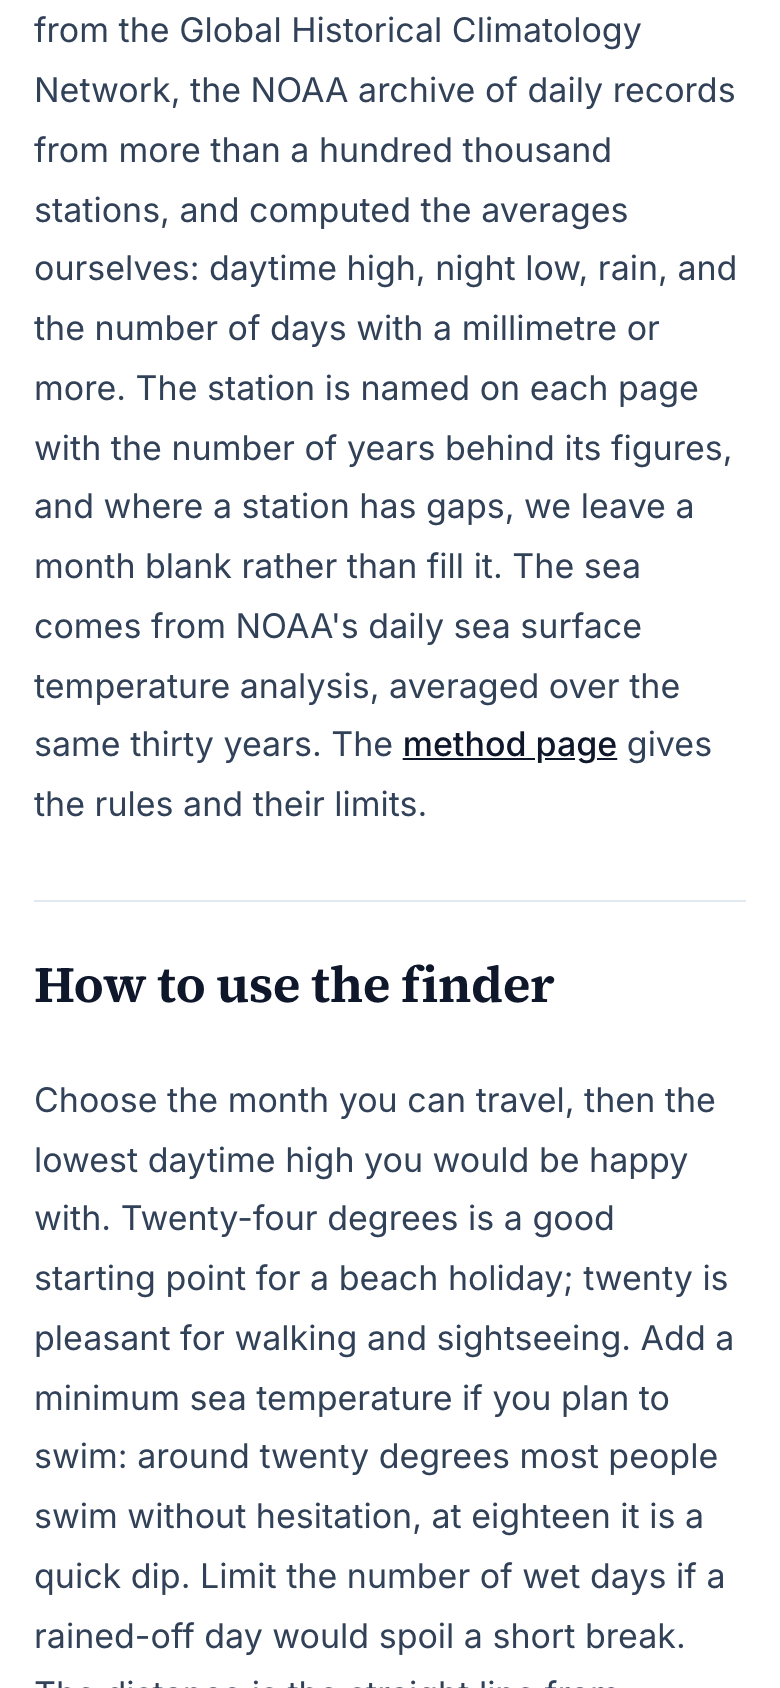 from the Global Historical Climatology
Network, the NOAA archive of daily records
from more than a hundred thousand
stations, and computed the averages
ourselves: daytime high, night low, rain, and
the number of days with a millimetre or
more. The station is named on each page
with the number of years behind its figures,
and where a station has gaps, we leave a
month blank rather than fill it. The sea
comes from NOAA's daily sea surface
temperature analysis, averaged over the
same thirty years. The method page gives
the rules and their limits.
How to use the finder
Choose the month you can travel, then the
lowest daytime high you would be happy
with. Twenty-four degrees is a good
starting point for a beach holiday; twenty is
pleasant for walking and sightseeing. Add a
minimum sea temperature if you plan to
swim: around twenty degrees most people
swim without hesitation, at eighteen it is a
quick dip. Limit the number of wet days if a
rained-off day would spoil a short break.
The distance is the straight line from